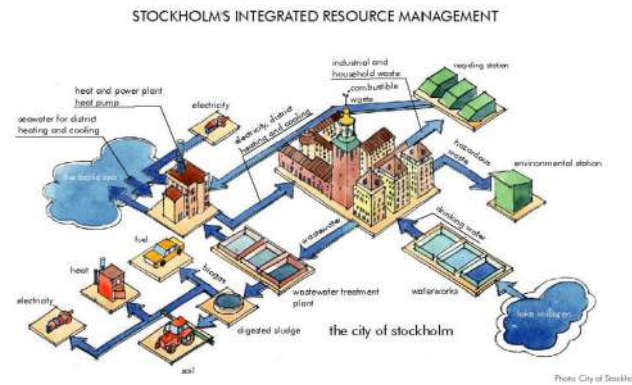 STOCKHOLM'S INTEGRATED RESOURCE MANAGEMENT
industrial and
household waste
recycling station
combustible
waste
heat and power plant
heat pump
electricity
seawater for district
heating and cooling
electricity, district
heating and cooling
hazardous
waste
environmental station
the baltic sea
drinking water
wastewater
fuel
heat
biogas
wastewater treatment
plant
waterworks
electricity
lake mälaren
digested sludge
the city of stockholm
soil
Photo: City of Stockho